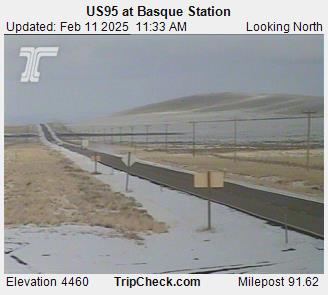 US95 at Basque Station
Updated: Feb 11 2025 11:33 AM Looking North
Elevation 4460 TripCheck.com Milepost 91.62